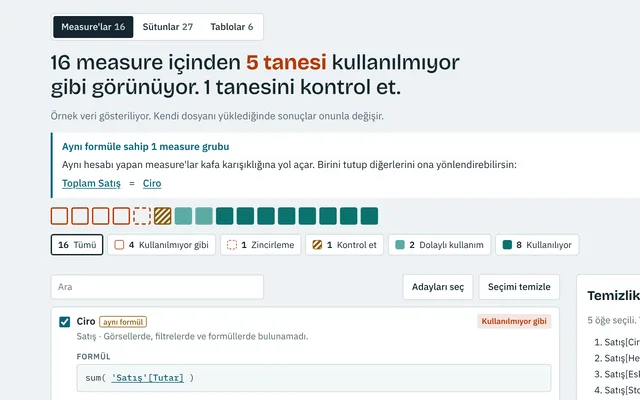 Measure'lar 16 Sütunlar 27 Tablolar 6
16 measure içinden 5 tanesi kullanılmıyor
gibi görünüyor. 1 tanesini kontrol et.
Örnek veri gösteriliyor. Kendi dosyanı yüklediğinde sonuçlar onunla değişir.
Aynı formüle sahip 1 measure grubu
Aynı hesabı yapan measure'lar kafa karışıklığına yol açar. Birini tutup diğerlerini ona yönlendirebilirsin:
Toplam Satış = Ciro
16 Tümü 4 Kullanılmıyor gibi 1 Zincirleme 1 Kontrol et 2 Dolaylı kullanım 8 Kullanılıyor
Ara Adayları seç Seçimi temizle
Temizlik
5 öğe seçili.
Ciro aynı formül Kullanılmıyor gibi
Satış · Görsellerde, filtrelerde ve formüllerde bulunamadı.
FORMÜL
sum( 'Satış'[Tutar] )
1. Satış[Cir
2. Satış[He
3. Satış[Esk
4. Satış[Sto